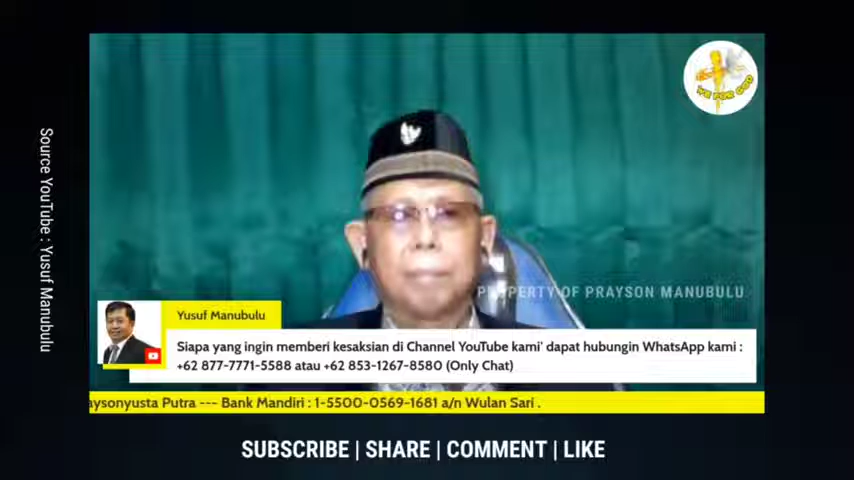 WE FOR GOD
Source YouTube : Yusuf Manubulu
PROPERTY OF PRAYSON MANUBULU
Yusuf Manubulu
Siapa yang ingin memberi kesaksian di Channel YouTube kami' dapat hubungin WhatsApp kami :
+62 877-7771-5588 atau +62 853-1267-8580 (Only Chat)
aysonyusta Putra --- Bank Mandiri : 1-5500-0569-1681 a/n Wulan Sari .
SUBSCRIBE | SHARE | COMMENT | LIKE